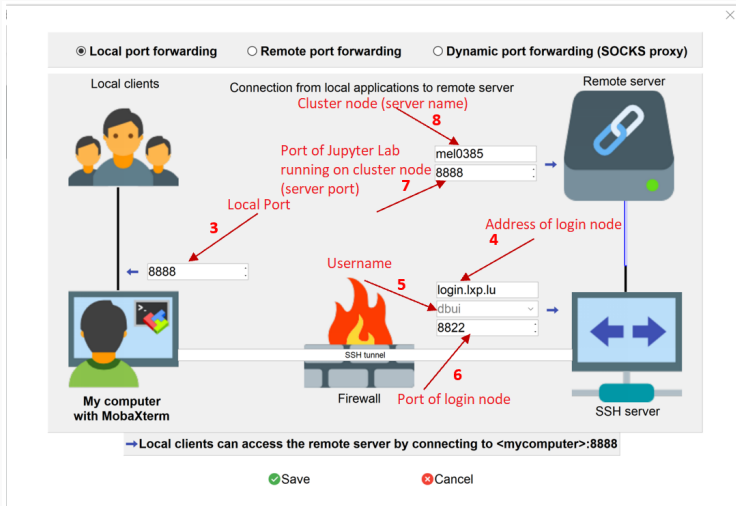 Local port forwarding
Remote port forwarding
Dynamic port forwarding (SOCKS proxy)
Local clients
Connection from local applications to remote server
Remote server
Cluster node (server name)
8
mel0385
Port of Jupyter Lab
running on cluster node
(server port)
7
8888
Local Port
3
8888
Address of login node
4
Username
5
login.lxp.lu
dbui
8822
SSH tunnel
6
Port of login node
My computer
with MobaXterm
Firewall
SSH server
Local clients can access the remote server by connecting to <mycomputer>:8888
Save
Cancel